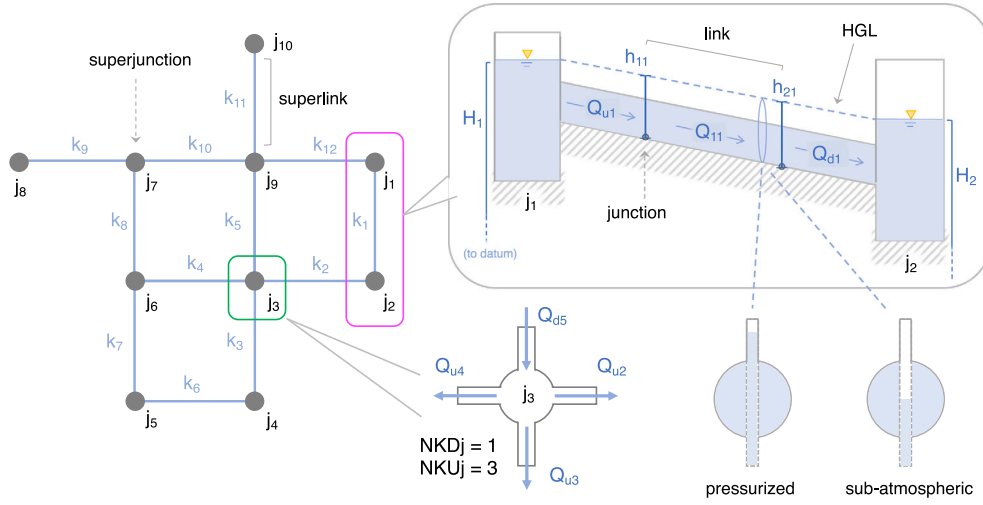 j10
superjunction
k11
superlink
k9
k10
k12
j8
j7
j9
j1
k8
k5
k1
k4
k2
j6
j3
j2
k7
k3
k6
j5
j4
link
HGL
h11
h21
H1
Qu1
Q11
Qd1
H2
j1
junction
(to datum)
j2
Qd5
Qu4
Qu2
j3
NKDj = 1
NKUj = 3
Qu3
pressurized
sub-atmospheric